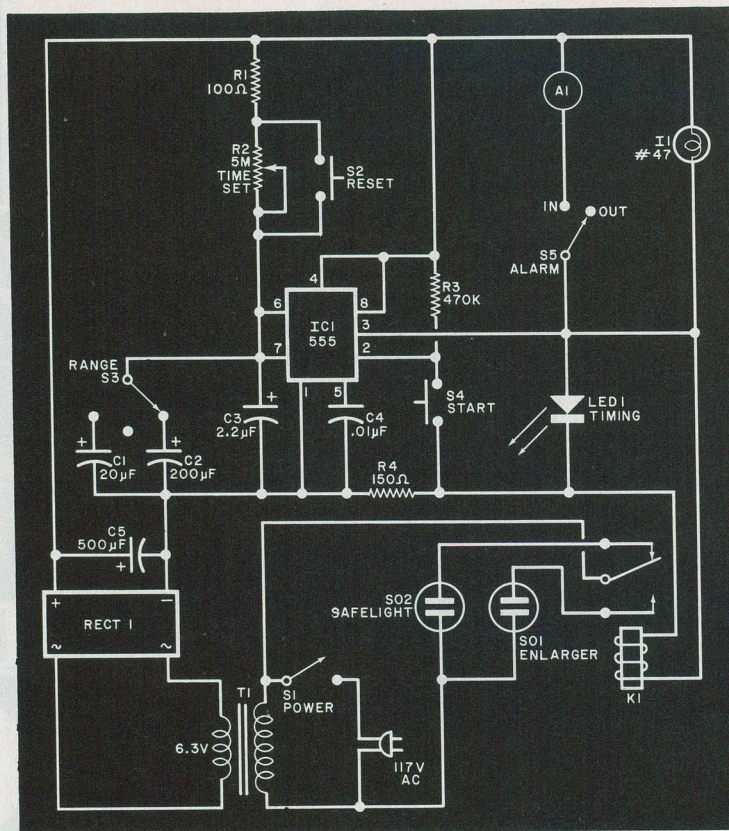 R1
100Ω
A1
R2
5M
TIME
SET
S2
RESET
I1
#47
IN
OUT
S5
ALARM
4
6
8
IC1
555
3
7
2
R3
470K
RANGE
S3
1
5
S4
START
LED1
TIMING
C3
2.2µF
+
C4
.01µF
+
C1
20µF
+
C2
200µF
R4
150Ω
C5
500µF
+
+
−
RECT 1
~
~
SO2
SAFELIGHT
SO1
ENLARGER
K1
T1
S1
POWER
6.3V
117V
AC